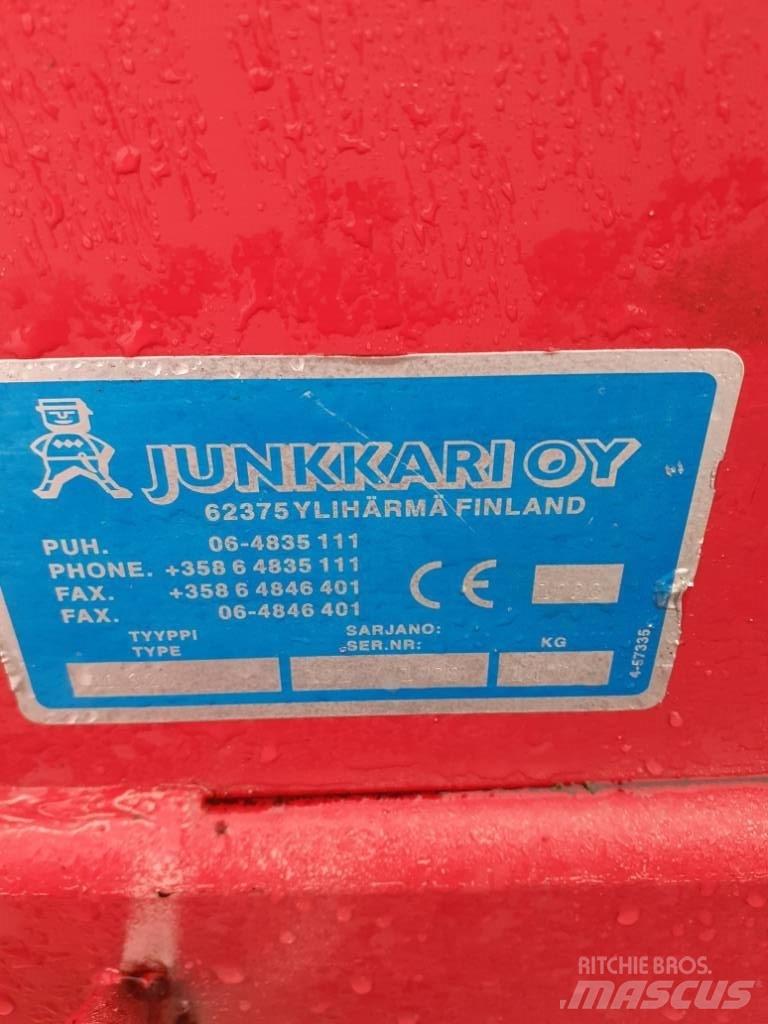 JUNKKARI OY
62375 YLIHÄRMÄ FINLAND
PUH. 06-4835 111
PHONE. +358 6 4835 111
FAX. +358 6 4846 401
FAX. 06-4846 401
CE
TYYPPI
TYPE
SARJANO:
SER.NR:
KG
4-57335
RITCHIE BROS.
MASCUS